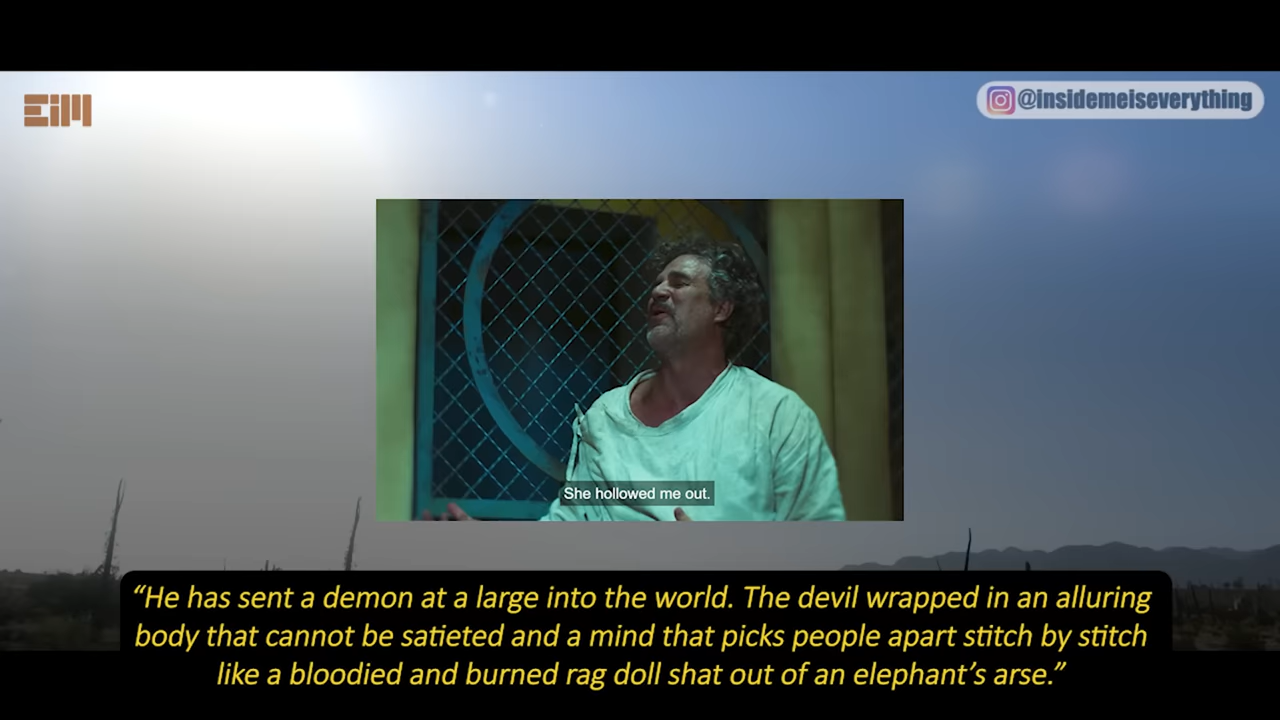 EiM
@insidemeiseverything
She hollowed me out.
“He has sent a demon at a large into the world. The devil wrapped in an alluring
body that cannot be satieted and a mind that picks people apart stitch by stitch
like a bloodied and burned rag doll shat out of an elephant’s arse.”